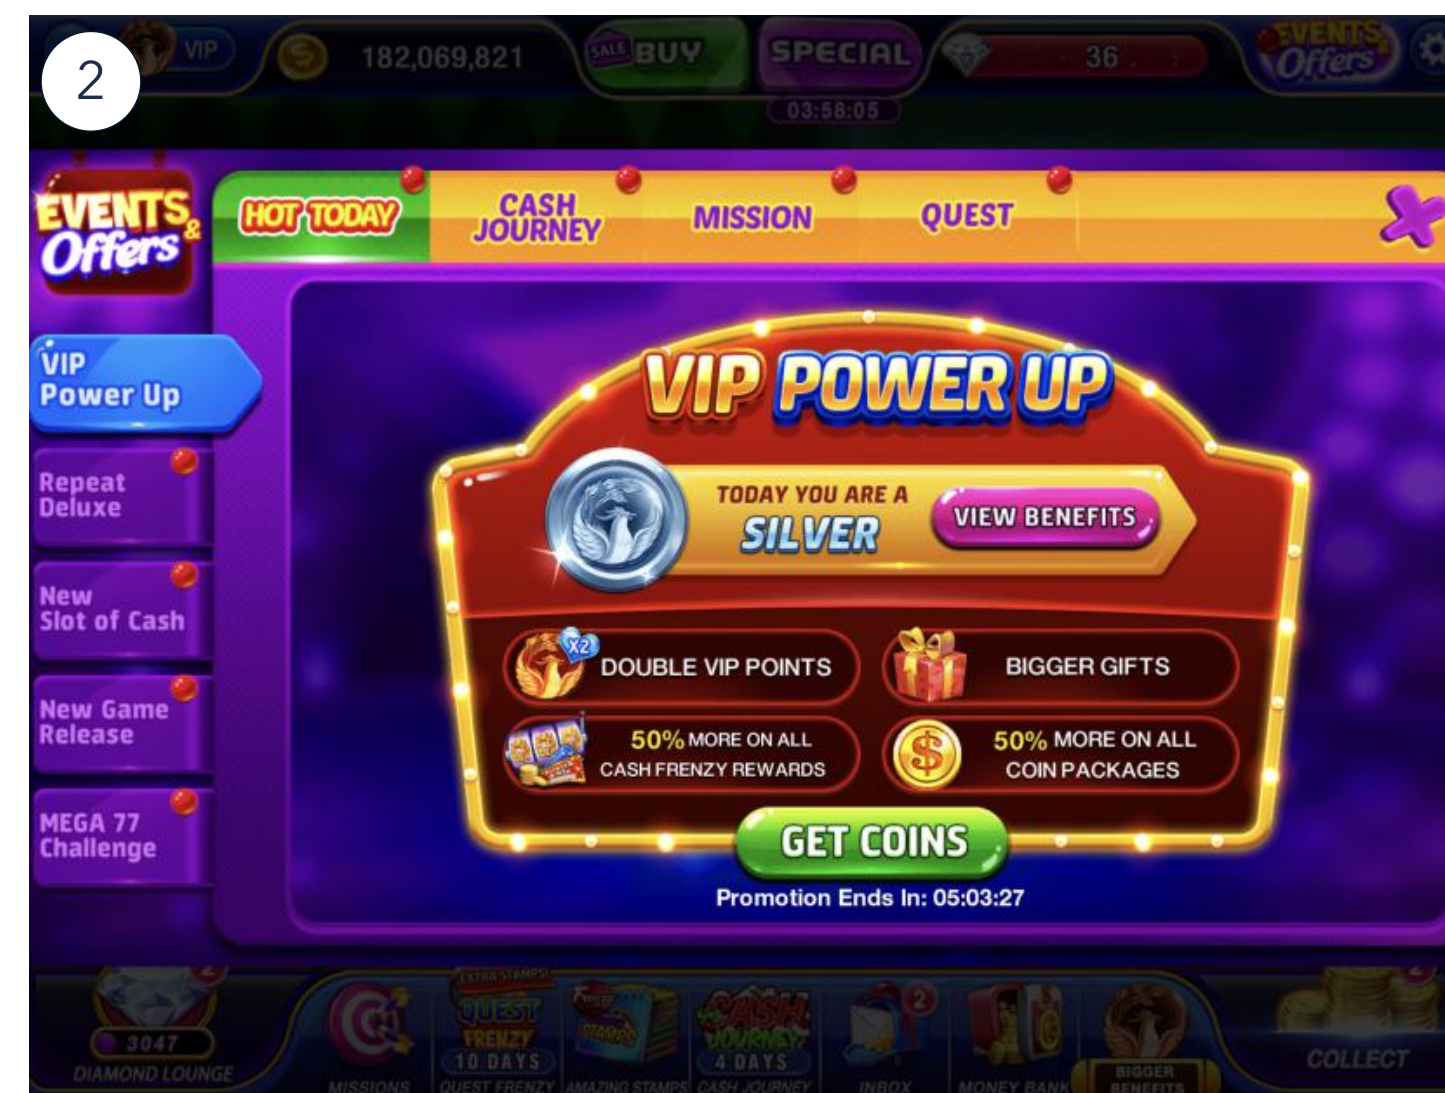 2
VIP
182,069,821
SALE BUY
SPECIAL
36
EVENTS &
Offers
03:58:05
EVENTS &
Offers
HOT TODAY
CASH
JOURNEY
MISSION
QUEST
VIP
Power Up
Repeat
Deluxe
New
Slot of Cash
New Game
Release
MEGA 77
Challenge
VIP POWER UP
TODAY YOU ARE A
SILVER
VIEW BENEFITS
X2
DOUBLE VIP POINTS
BIGGER GIFTS
50% MORE ON ALL
CASH FRENZY REWARDS
$
50% MORE ON ALL
COIN PACKAGES
GET COINS
Promotion Ends In: 05:03:27
2
3047
DIAMOND LOUNGE
MISSIONS
EXTRA STAMPS!
QUEST
FRENZY
10 DAYS
QUEST FRENZY
STAMPS
AMAZING STAMPS
CASH
JOURNEY
4 DAYS
CASH JOURNEY
2
INBOX
MONEY BANK
BIGGER
BENEFITS
2
COLLECT